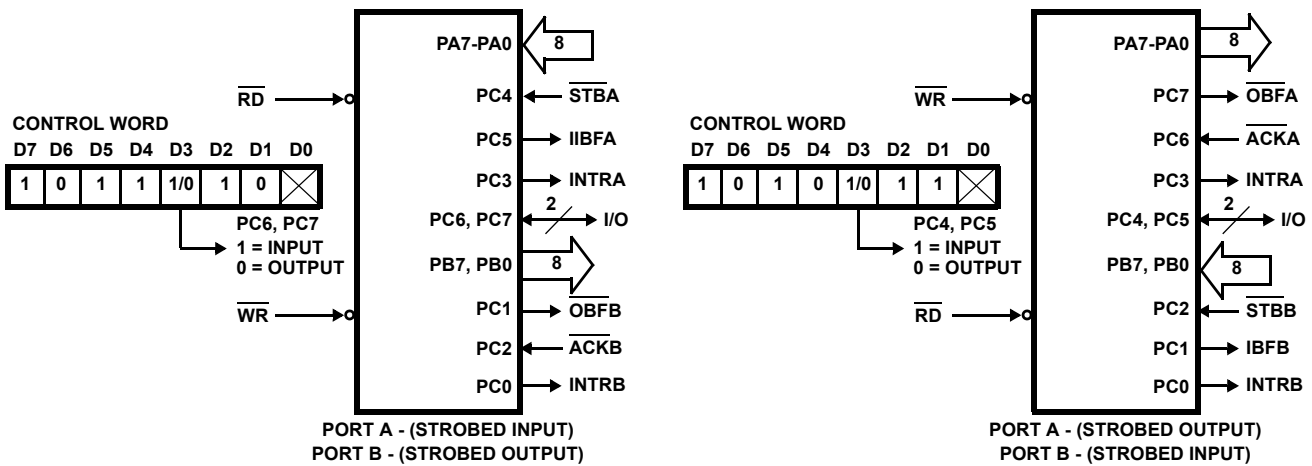 PA7-PA0
8
RD
PC4
STBA
CONTROL WORD
PC5
IIBFA
D7 D6 D5 D4 D3 D2 D1 D0
1 0 1 1 1/0 1 0
PC3
INTRA
PC6, PC7
1 = INPUT
0 = OUTPUT
PC6, PC7
2
I/O
PB7, PB0
8
WR
PC1
OBFB
PC2
ACKB
PC0
INTRB
PORT A - (STROBED INPUT)
PORT B - (STROBED OUTPUT)
PA7-PA0
8
WR
PC7
OBFA
CONTROL WORD
PC6
ACKA
D7 D6 D5 D4 D3 D2 D1 D0
1 0 1 0 1/0 1 1
PC3
INTRA
PC4, PC5
1 = INPUT
0 = OUTPUT
PC4, PC5
2
I/O
PB7, PB0
8
RD
PC2
STBB
PC1
IBFB
PC0
INTRB
PORT A - (STROBED OUTPUT)
PORT B - (STROBED INPUT)